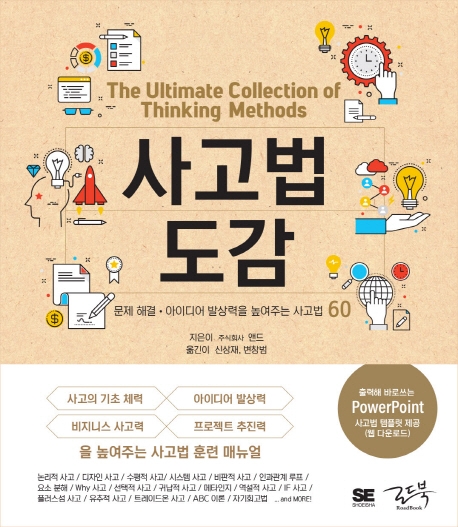 The Ultimate Collection of
Thinking Methods
사고법
도감
문제 해결 • 아이디어 발상력을 높여주는 사고법 60
지은이 주식회사 앤드
옮긴이 신상재, 변창범
사고의 기초 체력
아이디어 발상력
비지니스 사고력
프로젝트 추진력
을 높여주는 사고법 훈련 매뉴얼
출력해 바로쓰는
PowerPoint
사고법 템플릿 제공
(웹 다운로드)
논리적 사고 / 디자인 사고 / 수평적 사고/ 시스템 사고 / 비판적 사고 / 인과관계 루프 /
요소 분해 / Why 사고 / 선택적 사고 / 귀납적 사고 / 메타인지 / 역설적 사고 / IF 사고 /
플러스섬 사고 / 유추적 사고 / 트레이드온 사고 / ABC 이론 / 자기회고법 ... and MORE!
SE
SHOEISHA
로드북
RoadBook